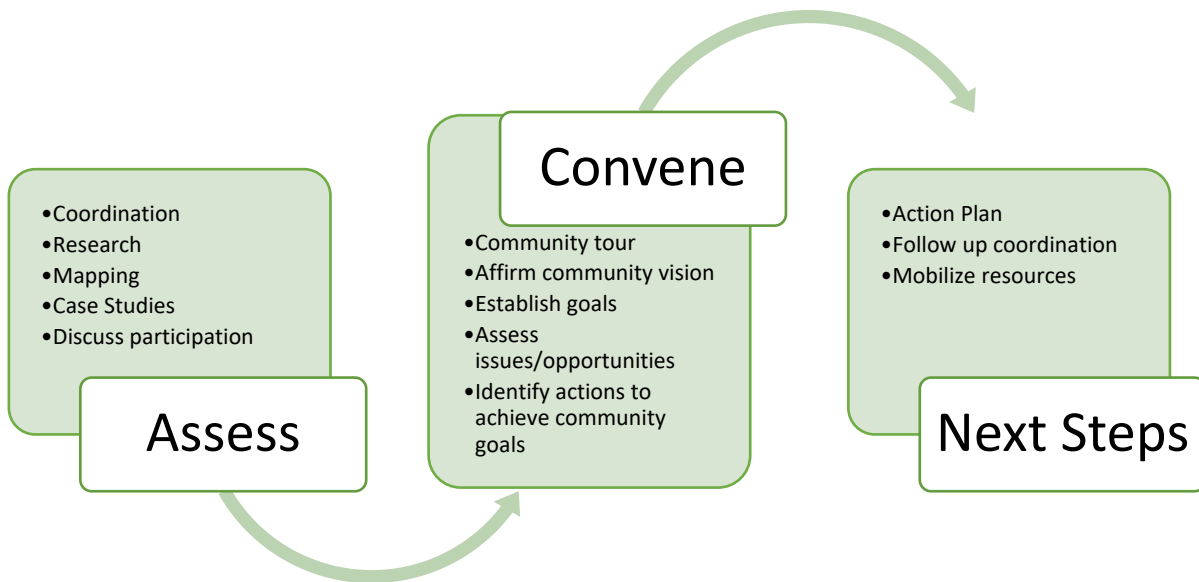 •Coordination
•Research
•Mapping
•Case Studies
•Discuss participation
Assess
Convene
•Community tour
•Affirm community vision
•Establish goals
•Assess
issues/opportunities
•Identify actions to
achieve community
goals
•Action Plan
•Follow up coordination
•Mobilize resources
Next Steps